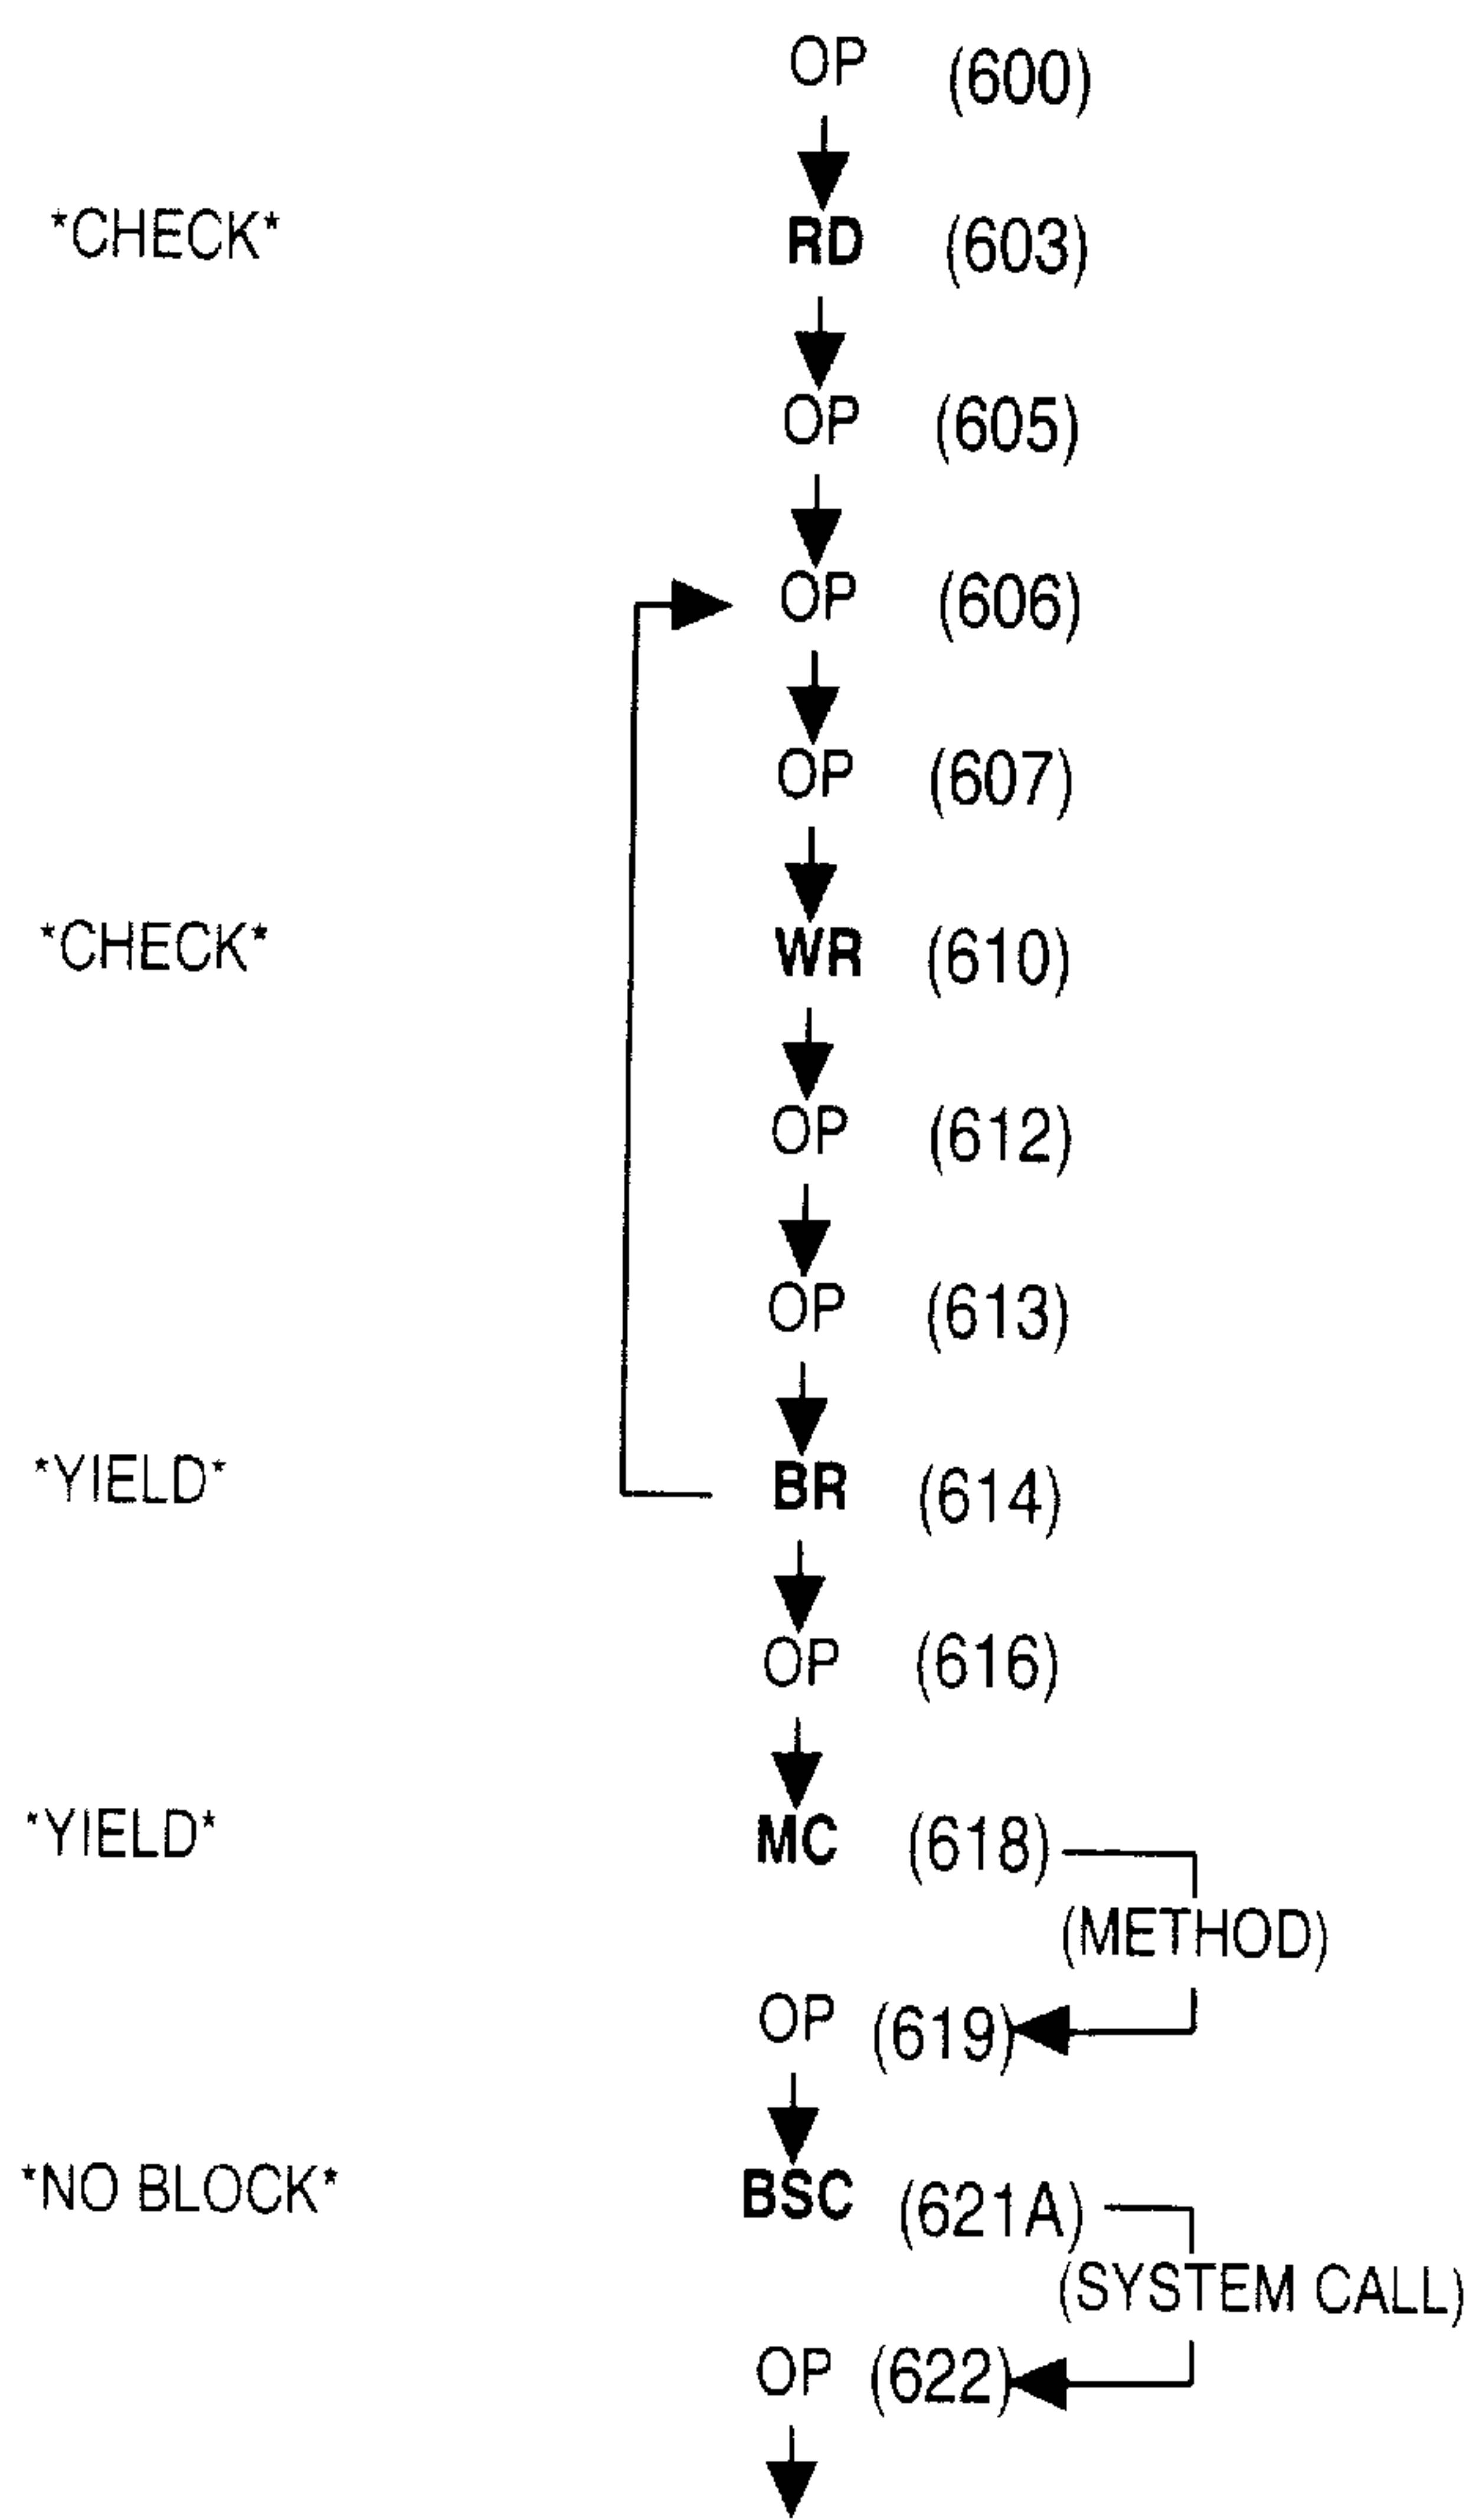 OP (600)
*CHECK* RD (603)
OP (605)
OP (606)
OP (607)
*CHECK* WR (610)
OP (612)
OP (613)
*YIELD* BR (614)
OP (616)
*YIELD* MC (618)
(METHOD)
OP (619)
*NO BLOCK* BSC (621A)
(SYSTEM CALL)
OP (622)